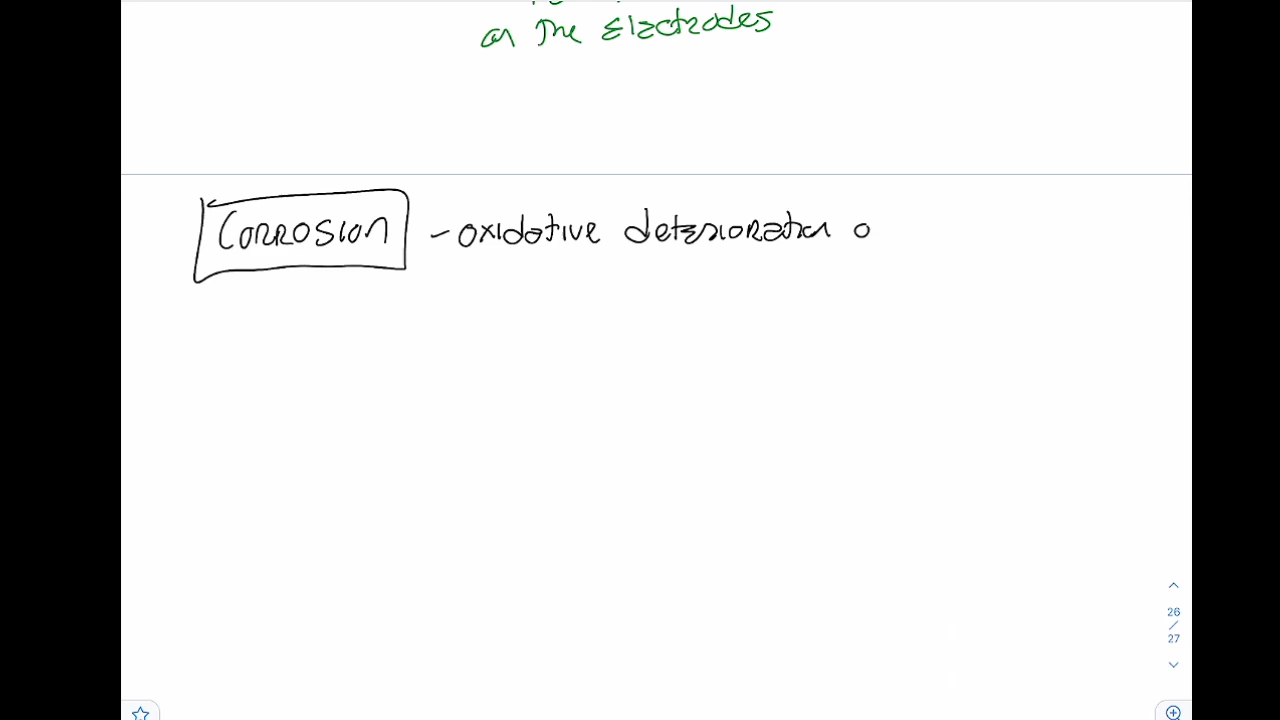 on The Electrodes
Corrosion - oxidative deterioration o
26
/
27